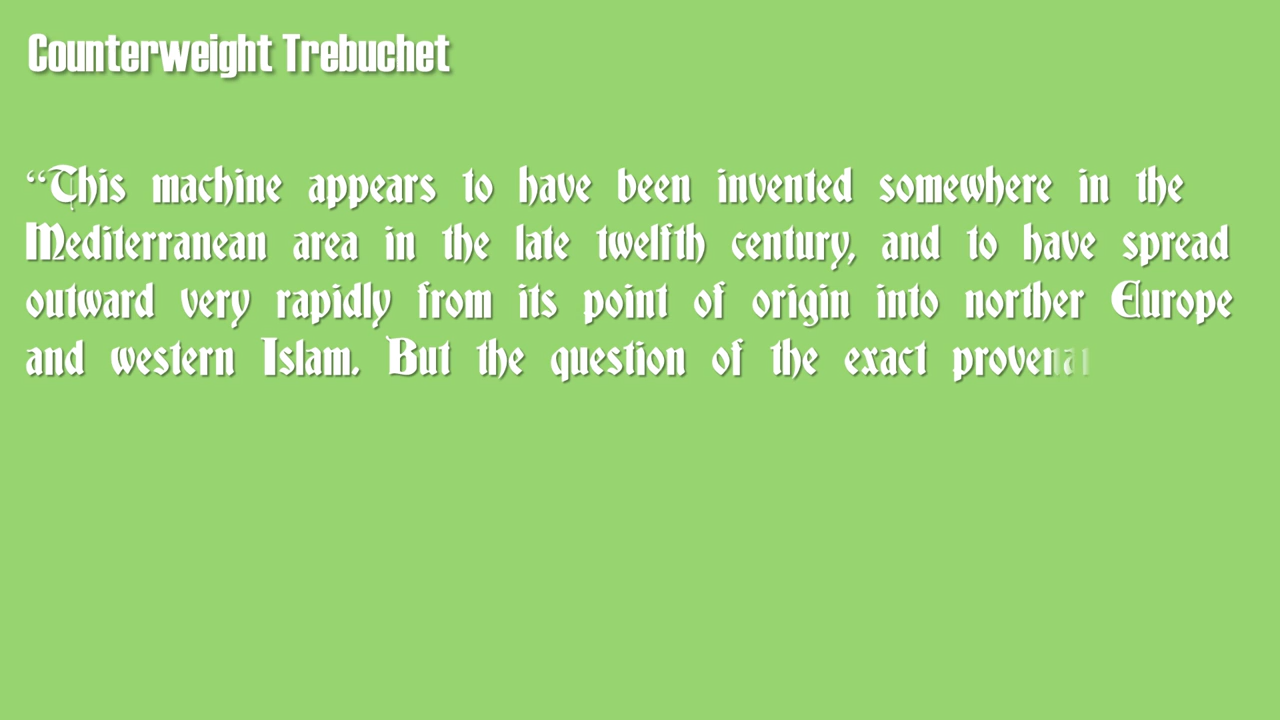 Counterweight Trebuchet
“This machine appears to have been invented somewhere in the
Mediterranean area in the late twelfth century, and to have spread
outward very rapidly from its point of origin into norther Europe
and western Islam. But the question of the exact